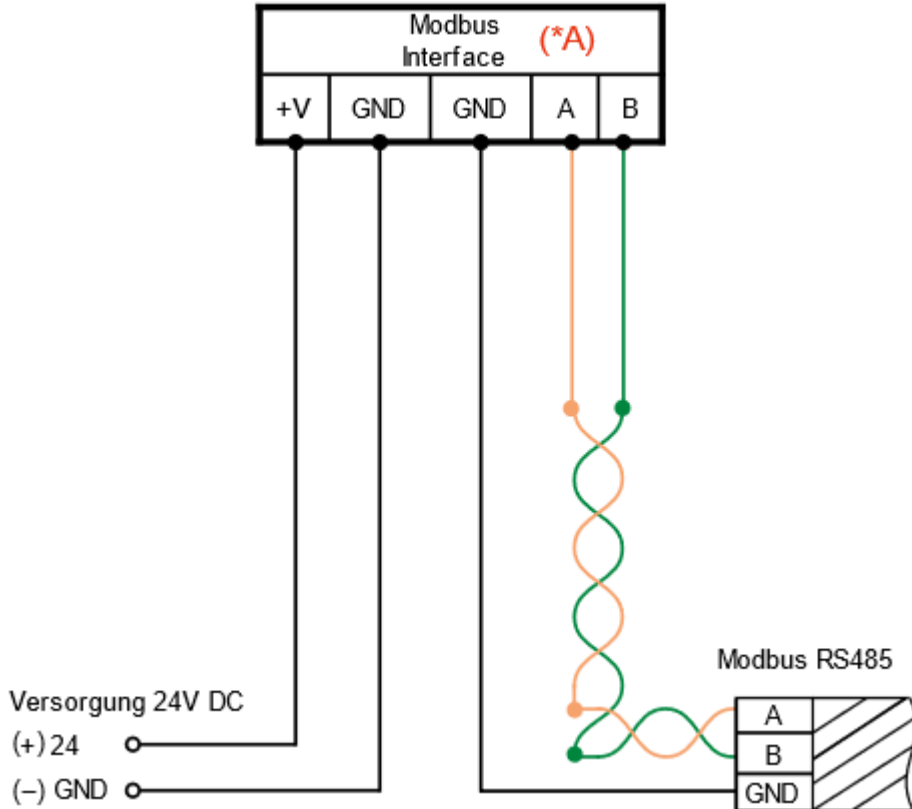 Modbus
Interface (*A)
+V GND GND A B
Modbus RS485
Versorgung 24V DC
A
(+) 24
B
(−) GND
GND